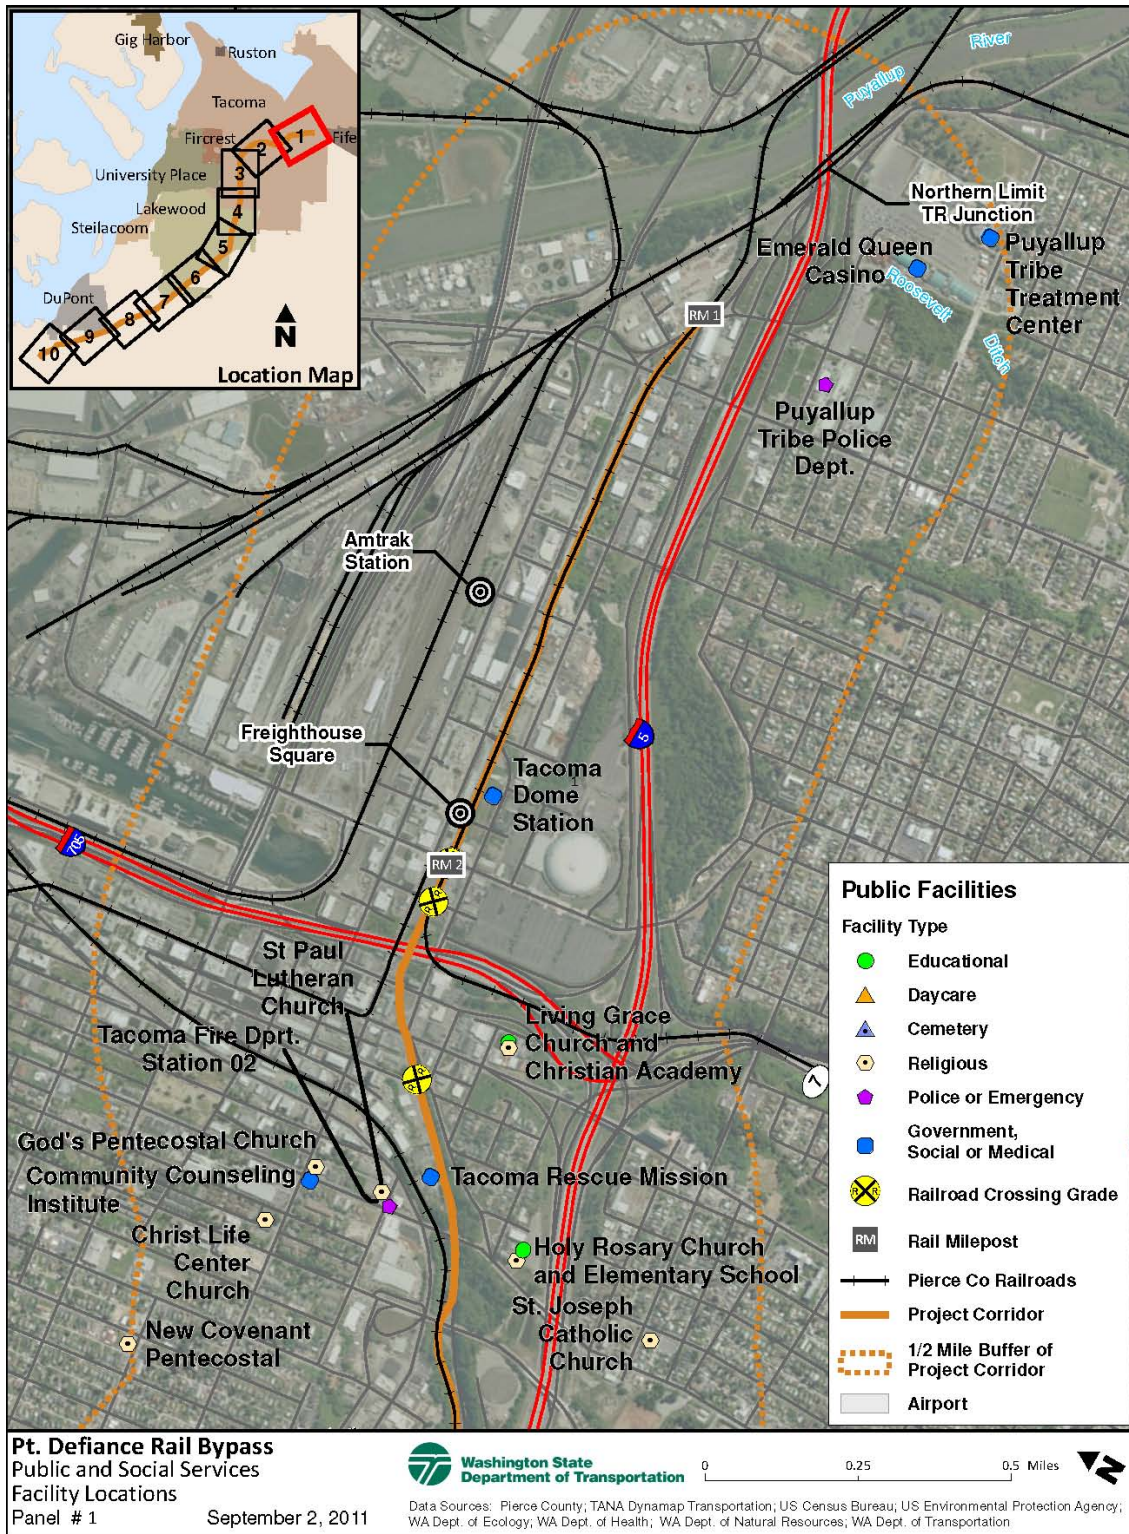 Gig Harbor
Ruston
Tacoma
Fircrest
Fife
University Place
Lakewood
Steilacoom
DuPont
1
2
3
4
5
6
7
8
9
10
N
Location Map
River
Puyallup
Northern Limit
TR Junction
Emerald Queen
Casino
Puyallup
Tribe
Treatment
Center
Roosevelt
Ditch
RM 1
Puyallup
Tribe Police
Dept.
Amtrak
Station
Freighthouse
Square
5
Tacoma
Dome
Station
1
705
RM 2
R R
St Paul
Lutheran
Church
Tacoma Fire Dprt.
Station 02
Living Grace
Church and
Christian Academy
7
R R
God's Pentecostal Church
Community Counseling
Institute
Tacoma Rescue Mission
Christ Life
Center
Church
Holy Rosary Church
and Elementary School
St. Joseph
Catholic
Church
New Covenant
Pentecostal
Public Facilities
Facility Type
Educational
Daycare
Cemetery
Religious
Police or Emergency
Government,
Social or Medical
R R
Railroad Crossing Grade
RM
Rail Milepost
Pierce Co Railroads
Project Corridor
1/2 Mile Buffer of
Project Corridor
Airport
Pt. Defiance Rail Bypass
Public and Social Services
Facility Locations
Panel # 1
September 2, 2011
Washington State
Department of Transportation
0 0.25 0.5 Miles
N
Data Sources: Pierce County; TANA Dynamap Transportation; US Census Bureau; US Environmental Protection Agency;
WA Dept. of Ecology; WA Dept. of Health; WA Dept. of Natural Resources; WA Dept. of Transportation